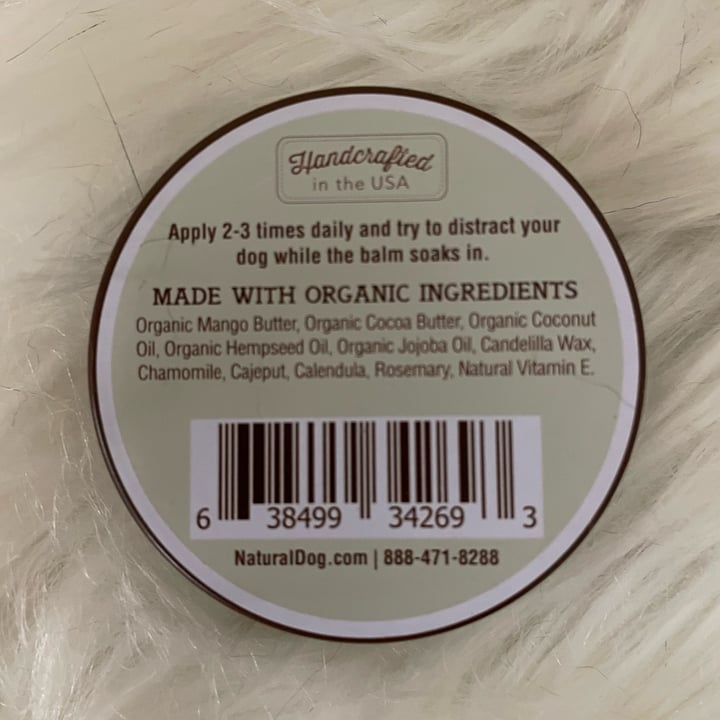 Handcrafted
in the USA
Apply 2-3 times daily and try to distract your
dog while the balm soaks in.
MADE WITH ORGANIC INGREDIENTS
Organic Mango Butter, Organic Cocoa Butter, Organic Coconut
Oil, Organic Hempseed Oil, Organic Jojoba Oil, Candelilla Wax,
Chamomile, Cajeput, Calendula, Rosemary, Natural Vitamin E.
6 38499 34269 3
NaturalDog.com | 888-471-8288